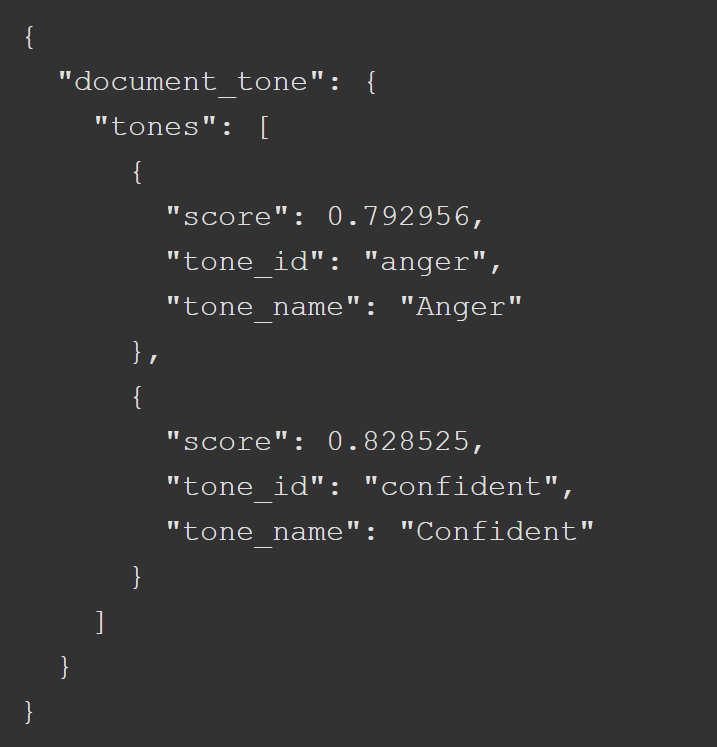 {
  "document_tone": {
    "tones": [
      {
        "score": 0.792956,
        "tone_id": "anger",
        "tone_name": "Anger"
      },
      {
        "score": 0.828525,
        "tone_id": "confident",
        "tone_name": "Confident"
      }
    ]
  }
}